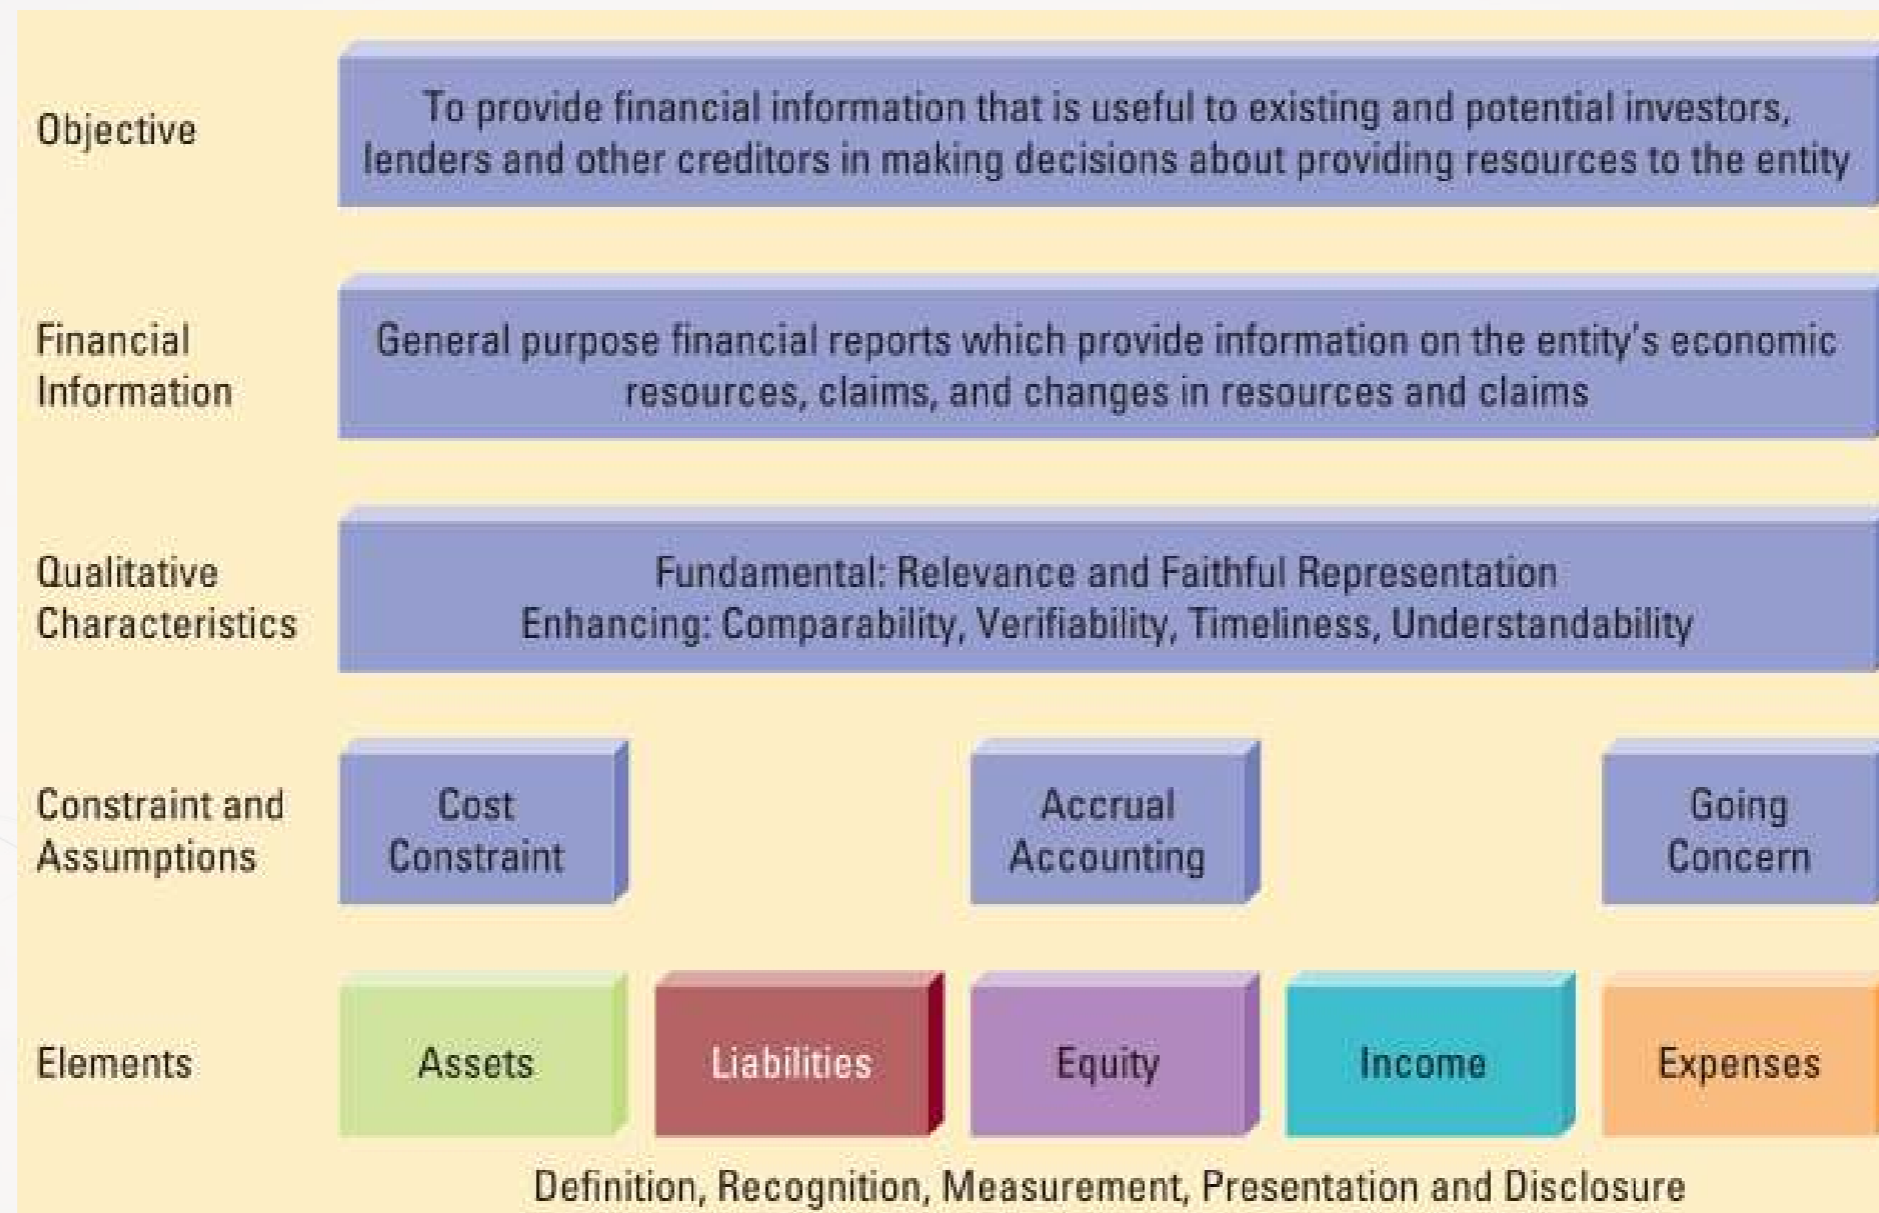 Objective
To provide financial information that is useful to existing and potential investors,
lenders and other creditors in making decisions about providing resources to the entity
Financial
Information
General purpose financial reports which provide information on the entity's economic
resources, claims, and changes in resources and claims
Qualitative
Characteristics
Fundamental: Relevance and Faithful Representation
Enhancing: Comparability, Verifiability, Timeliness, Understandability
Constraint and
Assumptions
Cost
Constraint
Accrual
Accounting
Going
Concern
Elements
Assets
Liabilities
Equity
Income
Expenses
Definition, Recognition, Measurement, Presentation and Disclosure